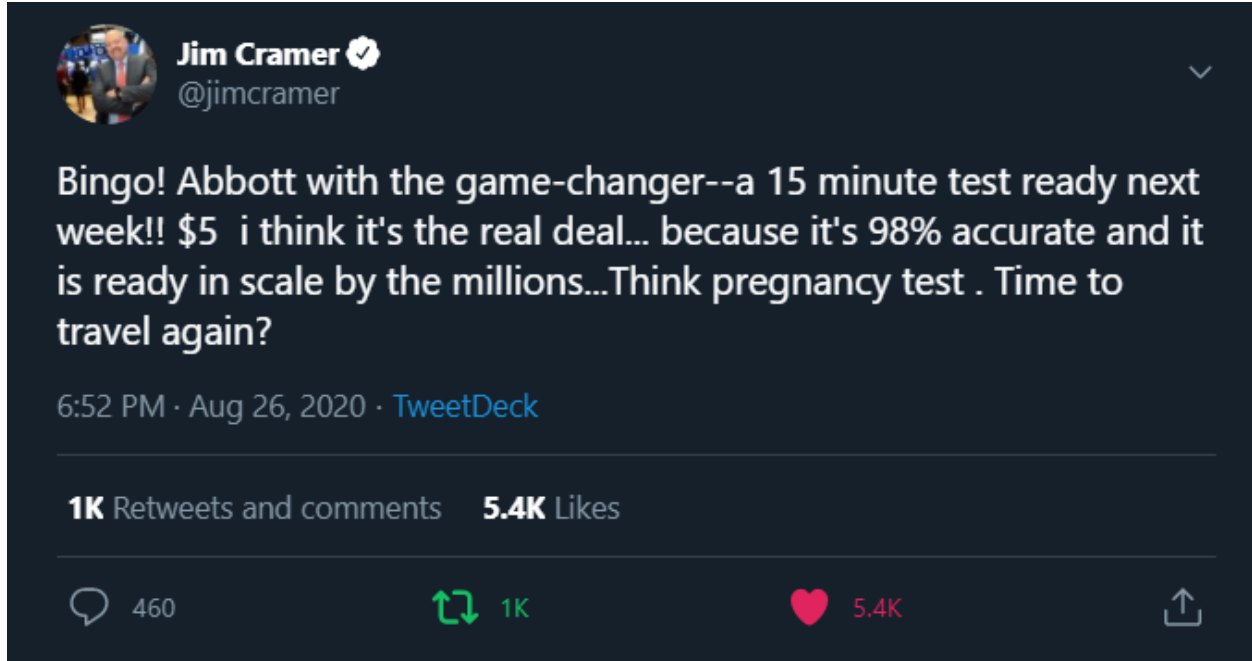 Jim Cramer
@jimcramer
Bingo! Abbott with the game-changer--a 15 minute test ready next
week!! $5  i think it's the real deal... because it's 98% accurate and it
is ready in scale by the millions...Think pregnancy test . Time to
travel again?
6:52 PM · Aug 26, 2020 · TweetDeck
1K Retweets and comments 5.4K Likes
460 1K 5.4K